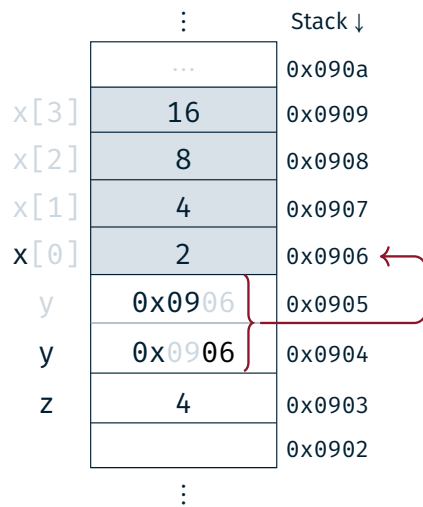 ⋮ Stack ↓
... 0x090a
x[3] 16 0x0909
x[2] 8 0x0908
x[1] 4 0x0907
x[0] 2 0x0906
y 0x0906 0x0905
y 0x0906 0x0904
z 4 0x0903
0x0902
⋮